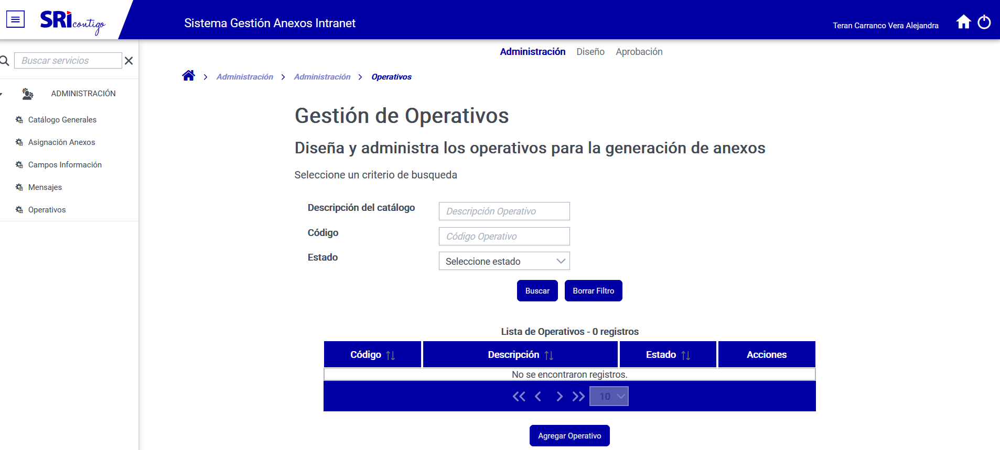 SRi contigo
Sistema Gestión Anexos Intranet
Teran Carranco Vera Alejandra
Buscar servicios
ADMINISTRACIÓN
Catálogo Generales
Asignación Anexos
Campos Información
Mensajes
Operativos
Administración Diseño Aprobación
Administración Administración Operativos
Gestión de Operativos
Diseña y administra los operativos para la generación de anexos
Seleccione un criterio de busqueda
Descripción del catálogo Descripción Operativo
Código Código Operativo
Estado Seleccione estado
Buscar Borrar Filtro
Lista de Operativos - 0 registros
Código Descripción Estado Acciones
No se encontraron registros.
10
Agregar Operativo